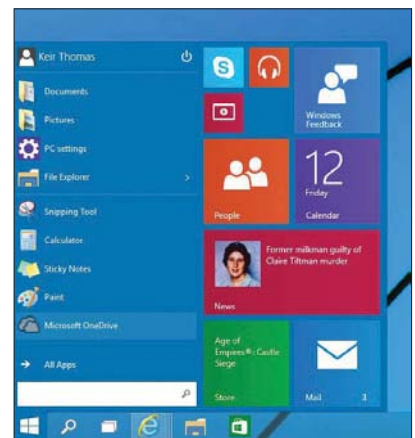 Keir Thomas
Documents
Pictures
PC settings
File Explorer
Snipping Tool
Calculator
Sticky Notes
Paint
Microsoft OneDrive
All Apps
Windows
Feedback
People
12
Friday
Calendar
Former milkman guilty of
Claire Tiltman murder
News
Age of
Empires®: Castle
Siege
Store
Mail 3